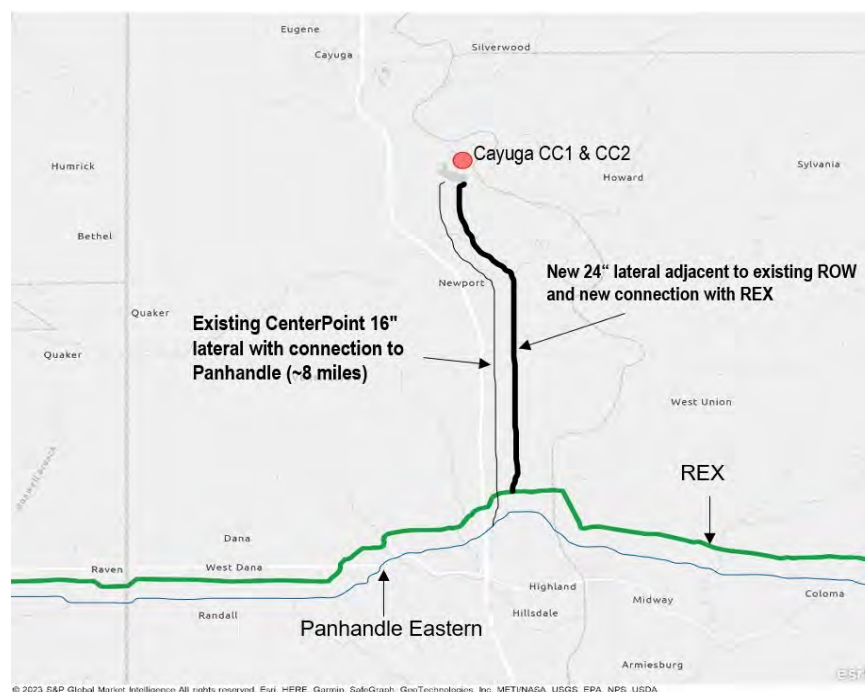 Eugene
Silverwood
Cayuga
Cayuga CC1 & CC2
Humrick
Sylvania
Howard
Bethel
New 24“ lateral adjacent to existing ROW
and new connection with REX
Newport
Quaker
Existing CenterPoint 16"
lateral with connection to
Panhandle (~8 miles)
Quaker
West Union
REX
Dana
Raven
West Dana
Highland
Midway
Coloma
Randall
Hillsdale
Panhandle Eastern
Armiesburg
esri
© 2023 S&P Global Market Intelligence All rights reserved. Esri, HERE, Garmin, SafeGraph, GeoTechnologies, Inc, METI/NASA, USGS, EPA, NPS, USDA